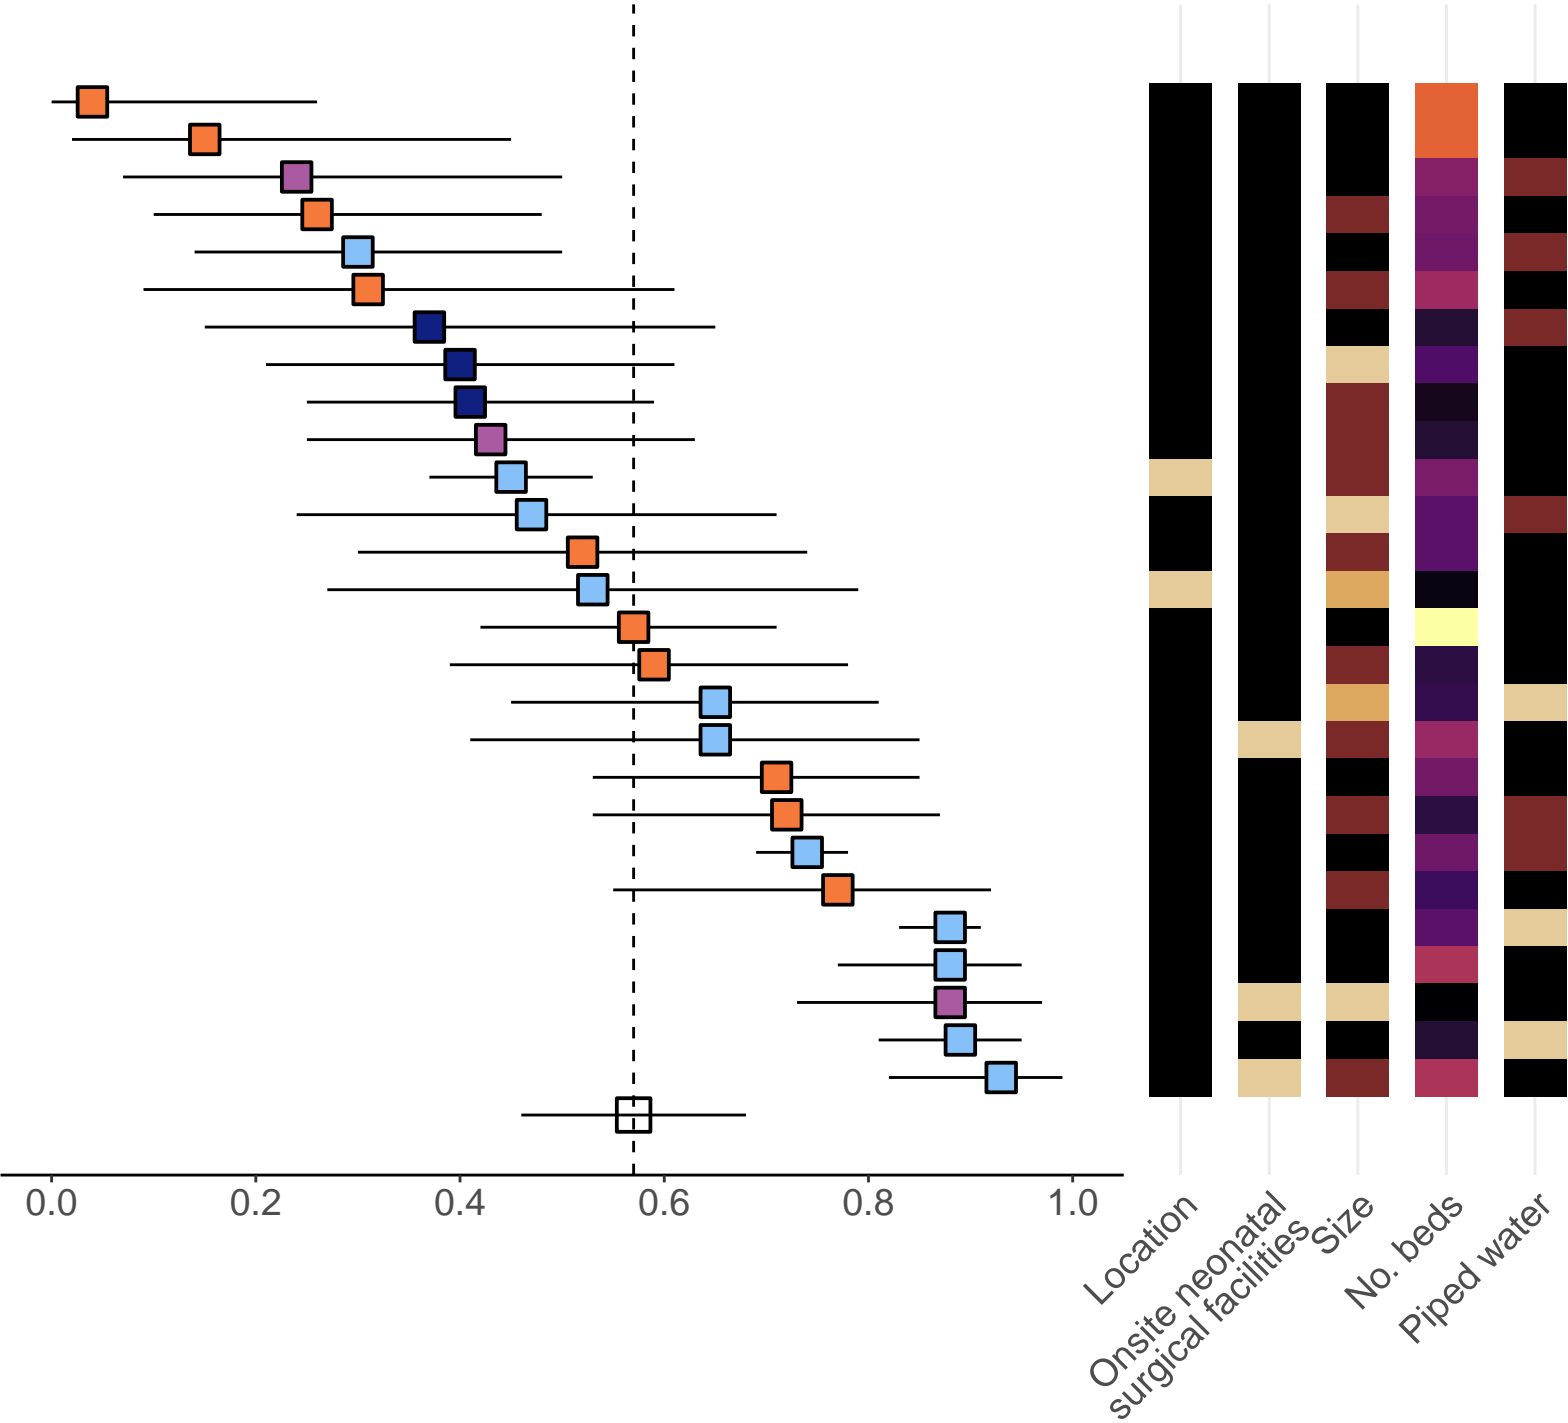 0.0 0.2 0.4 0.6 0.8 1.0
Location
Onsite neonatal
surgical facilities
Size
No. beds
Piped water